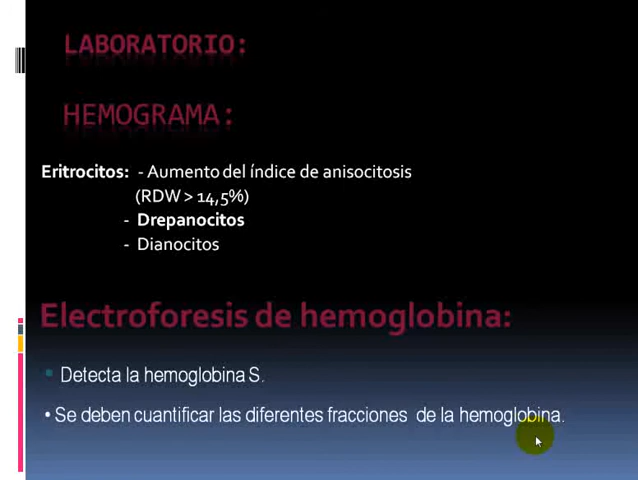 LABORATORIO:
HEMOGRAMA:
Eritrocitos: - Aumento del índice de anisocitosis
(RDW > 14,5%)
- Drepanocitos
- Dianocitos
Electroforesis de hemoglobina:
▪ Detecta la hemoglobina S.
• Se deben cuantificar las diferentes fracciones de la hemoglobina.